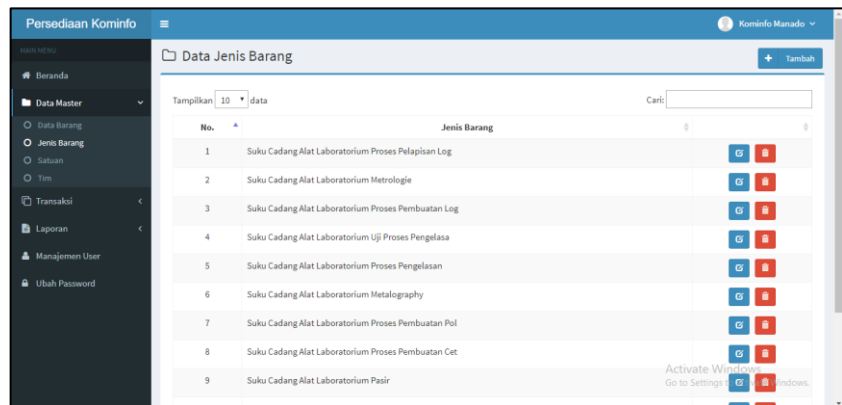 Persediaan Kominfo
Kominfo Manado
MAIN MENU
Beranda
Data Master
Data Barang
Jenis Barang
Satuan
Tim
Transaksi
Laporan
Manajemen User
Ubah Password
Data Jenis Barang
+ Tambah
Tampilkan 10 data
Cari:
No. Jenis Barang
1 Suku Cadang Alat Laboratorium Proses Pelapisan Log
2 Suku Cadang Alat Laboratorium Metrologie
3 Suku Cadang Alat Laboratorium Proses Pembuatan Log
4 Suku Cadang Alat Laboratorium Uji Proses Pengelasa
5 Suku Cadang Alat Laboratorium Proses Pengelasan
6 Suku Cadang Alat Laboratorium Metalography
7 Suku Cadang Alat Laboratorium Proses Pembuatan Pol
8 Suku Cadang Alat Laboratorium Proses Pembuatan Cet
9 Suku Cadang Alat Laboratorium Pasir
Activate Windows
Go to Settings